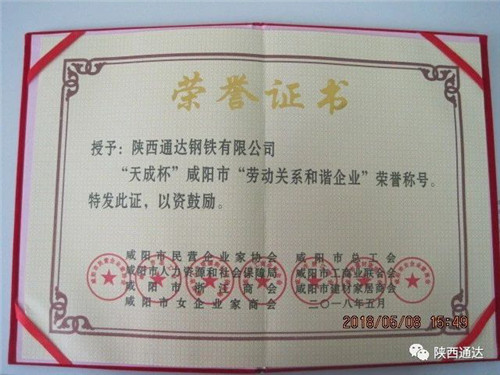 荣誉证书
授予：陕西通达钢铁有限公司
“天成杯”咸阳市“劳动关系和谐企业”荣誉称号。
特发此证，以资鼓励。
咸阳市民营企业家协会 咸阳市总工会
咸阳市人力资源和社会保障局 咸阳市工商业联合会
咸阳市浙江商会 咸阳市建材家居商会
咸阳市女企业家商会 二〇一八年五月
2018/05/08 15:49
陕西通达